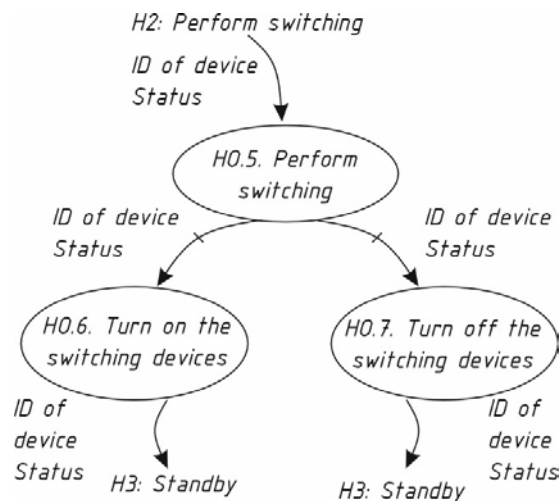 H2: Perform switching
ID of device
Status
H0.5. Perform
switching
ID of device
Status
ID of device
Status
H0.6. Turn on the
switching devices
H0.7. Turn off the
switching devices
ID of
device
Status
H3: Standby
ID of
device
Status
H3: Standby